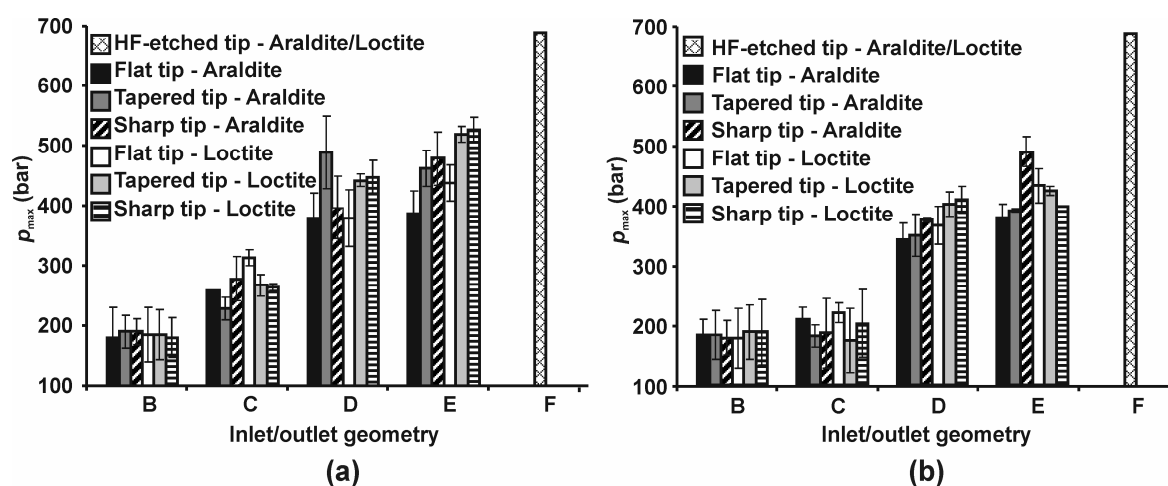 700
600
500
400
300
200
100
p_max (bar)
HF-etched tip - Araldite/Loctite
Flat tip - Araldite
Tapered tip - Araldite
Sharp tip - Araldite
Flat tip - Loctite
Tapered tip - Loctite
Sharp tip - Loctite
B C D E F
Inlet/outlet geometry
(a)
700
600
500
400
300
200
100
p_max (bar)
HF-etched tip - Araldite/Loctite
Flat tip - Araldite
Tapered tip - Araldite
Sharp tip - Araldite
Flat tip - Loctite
Tapered tip - Loctite
Sharp tip - Loctite
B C D E F
Inlet/outlet geometry
(b)